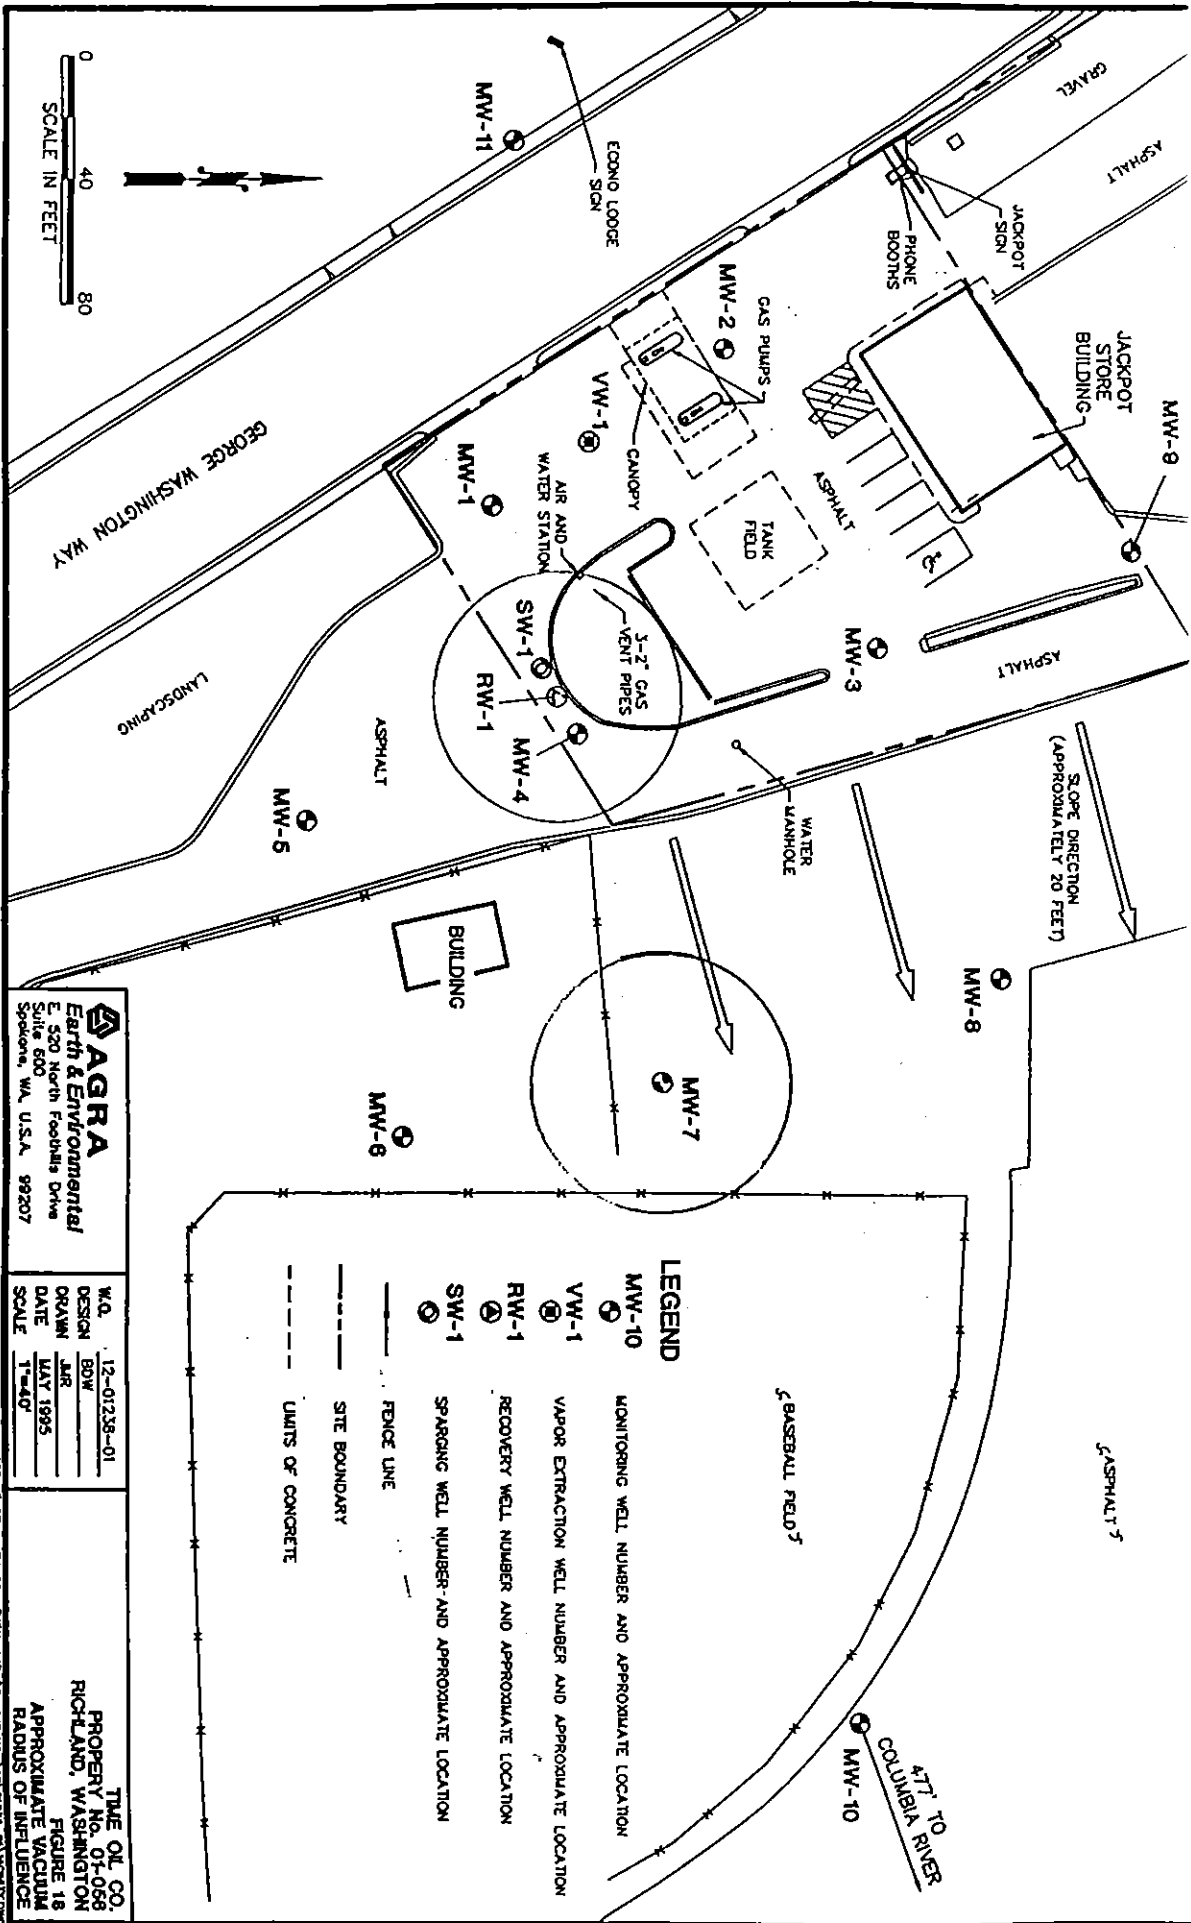 GRAVEL
ASPHALT
JACKPOT
SIGN
PHONE
BOOTHS
JACKPOT
STORE
BUILDING
MW-9
ECONO LODGE
SIGN
MW-11
MW-2
GAS PUMPS
VW-1
CANOPY
ASPHALT
TANK
FIELD
MW-1
AIR AND
WATER STATION
MW-3
ASPHALT
3-2" GAS
VENT PIPES
SW-1
RW-1
MW-4
WATER
MANHOLE
SLOPE DIRECTION
(APPROXIMATELY 20 FEET)
GEORGE WASHINGTON WAY
LANDSCAPING
ASPHALT
MW-5
BUILDING
MW-8
MW-7
MW-6
BASEBALL FIELD
ASPHALT
MW-10
477' TO
COLUMBIA RIVER
0 40 80
SCALE IN FEET
LEGEND
MW-10 MONITORING WELL NUMBER AND APPROXIMATE LOCATION
VW-1 VAPOR EXTRACTION WELL NUMBER AND APPROXIMATE LOCATION
RW-1 RECOVERY WELL NUMBER AND APPROXIMATE LOCATION
SW-1 SPARGING WELL NUMBER AND APPROXIMATE LOCATION
FENCE LINE
SITE BOUNDARY
LIMITS OF CONCRETE
AGRA
Earth & Environmental
E. 520 North Foothills Drive
Suite 600
Spokane, WA, U.S.A. 99207
W.O. 12-01238-01
DESIGN BDW
DRAWN JMR
DATE MAY 1995
SCALE 1"=40'
TIME OIL CO.
PROPERTY No. 01-068
RICHLAND, WASHINGTON
FIGURE 18
APPROXIMATE VACUUM
RADIUS OF INFLUENCE